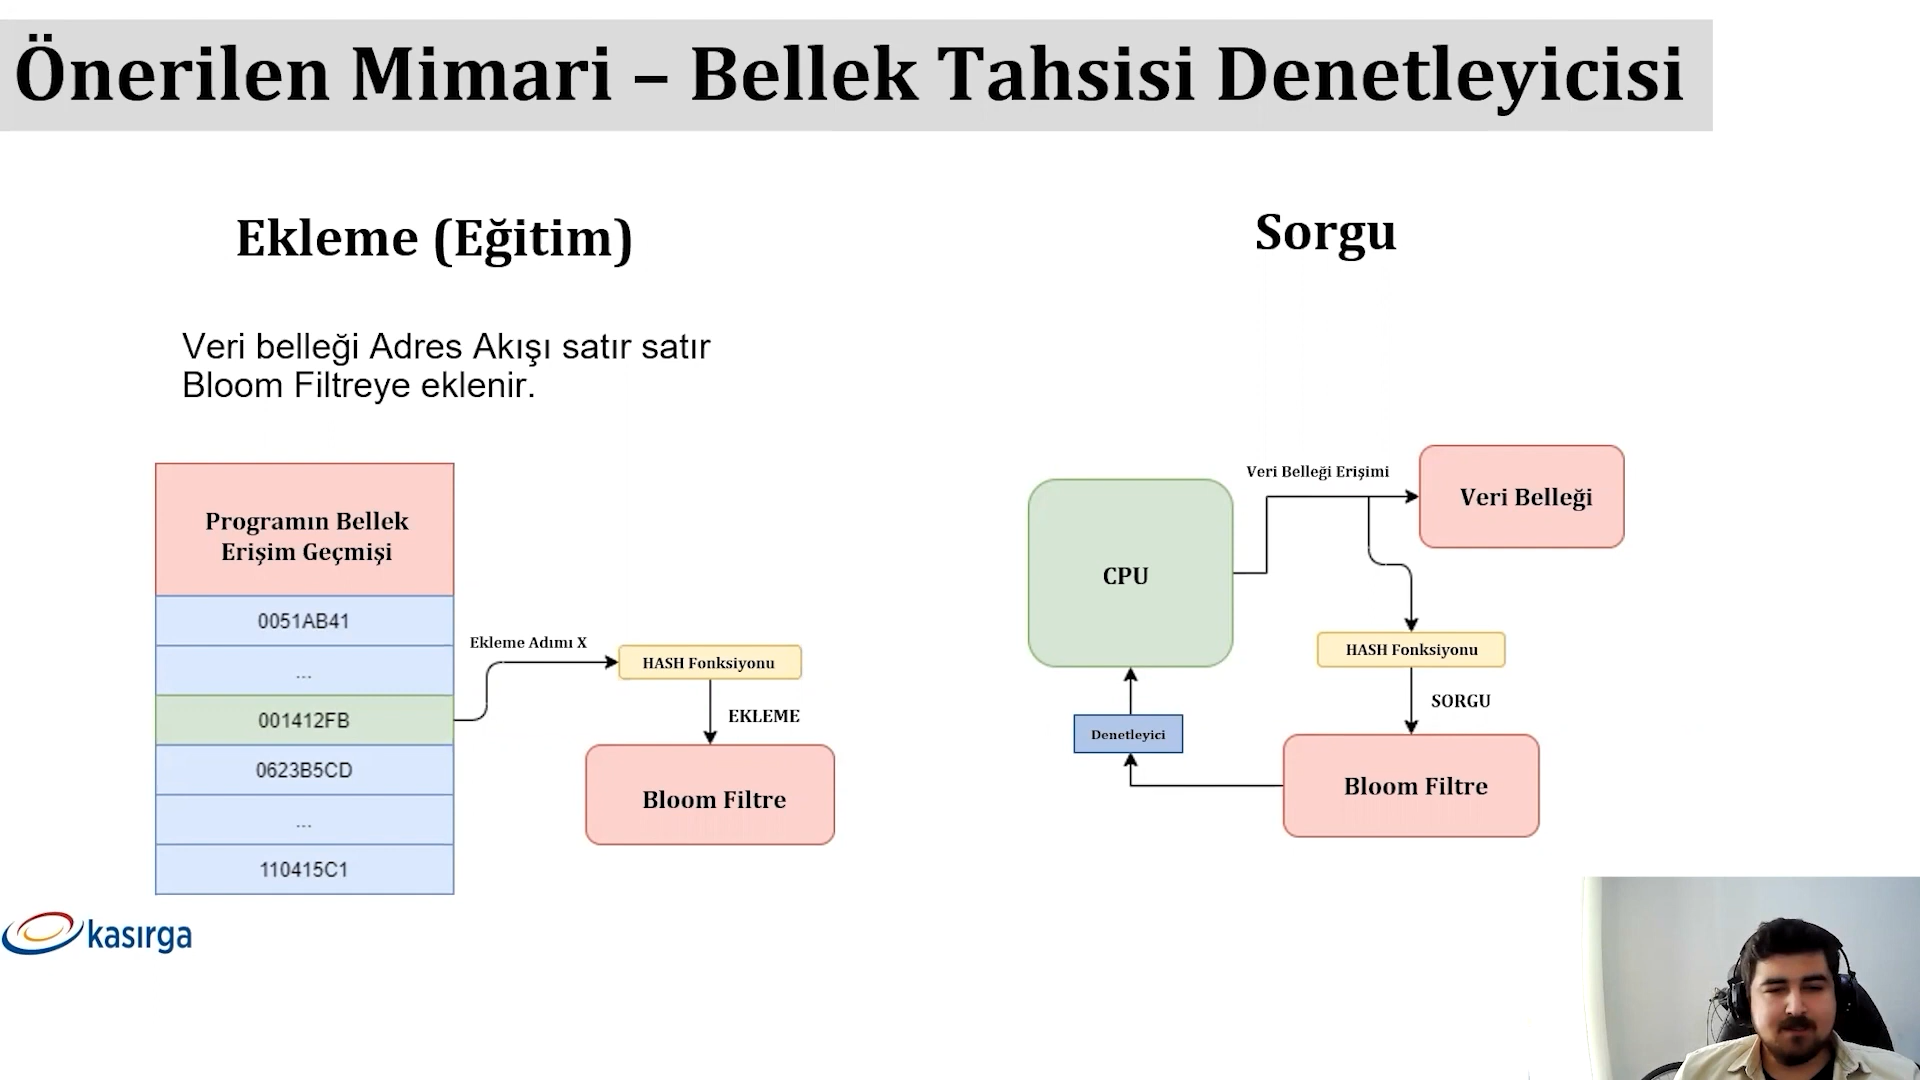 Önerilen Mimari – Bellek Tahsisi Denetleyicisi
Ekleme (Eğitim)
Veri belleği Adres Akışı satır satır
Bloom Filtreye eklenir.
Programın Bellek
Erişim Geçmişi
0051AB41
...
001412FB
0623B5CD
...
110415C1
Ekleme Adımı X
HASH Fonksiyonu
EKLEME
Bloom Filtre
Sorgu
Veri Belleği Erişimi
Veri Belleği
CPU
HASH Fonksiyonu
SORGU
Denetleyici
Bloom Filtre
kasırga